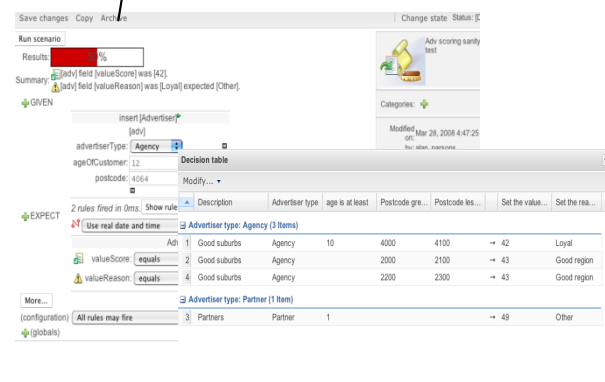 Save changes Copy Archive Change state Status: [D
Run scenario
Adv scoring sanity
test
Results: %
Summary: [adv] field [valueScore] was [42].
[adv] field [valueReason] was [Loyal] expected [Other].
GIVEN
Categories:
insert [Advertiser]
[adv]
Modified on: Mar 28, 2008 4:47:25
advertiserType: Agency
by: alan_parsons
ageOfCustomer: 12
postcode: 4064
Decision table
Modify...
Description Advertiser type age is at least Postcode gre... Postcode les... Set the value... Set the rea...
Advertiser type: Agency (3 Items)
1 Good suburbs Agency 10 4000 4100 → 42 Loyal
2 Good suburbs Agency 2000 2100 → 43 Good region
4 Good suburbs Agency 2200 2300 → 43 Good region
Advertiser type: Partner (1 Item)
3 Partners Partner 1 → 49 Other
2 rules fired in 0ms. Show rule
EXPECT
Use real date and time
Adv
valueScore: equals
valueReason: equals
More...
(configuration) All rules may fire
(globals)